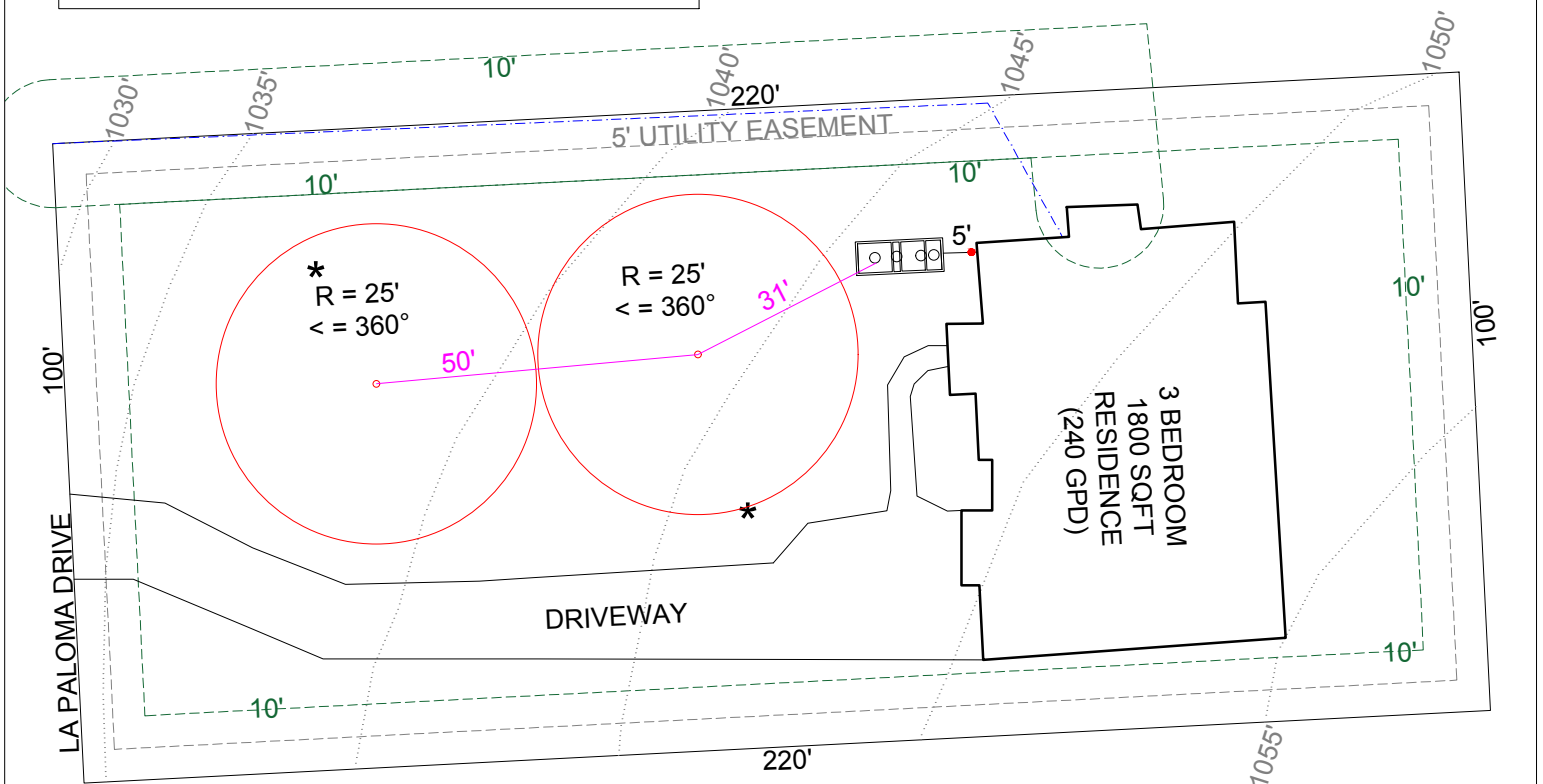 1050'
1045'
10'
1040'
1035'
1030'
220'
5' UTILITY EASEMENT
10'
10'
5'
*
R = 25'
< = 360°
R = 25'
< = 360°
31'
10'
100'
50'
100'
3 BEDROOM
1800 SQFT
RESIDENCE
(240 GPD)
*
DRIVEWAY
LA PALOMA DRIVE
10'
10'
220'
1055'